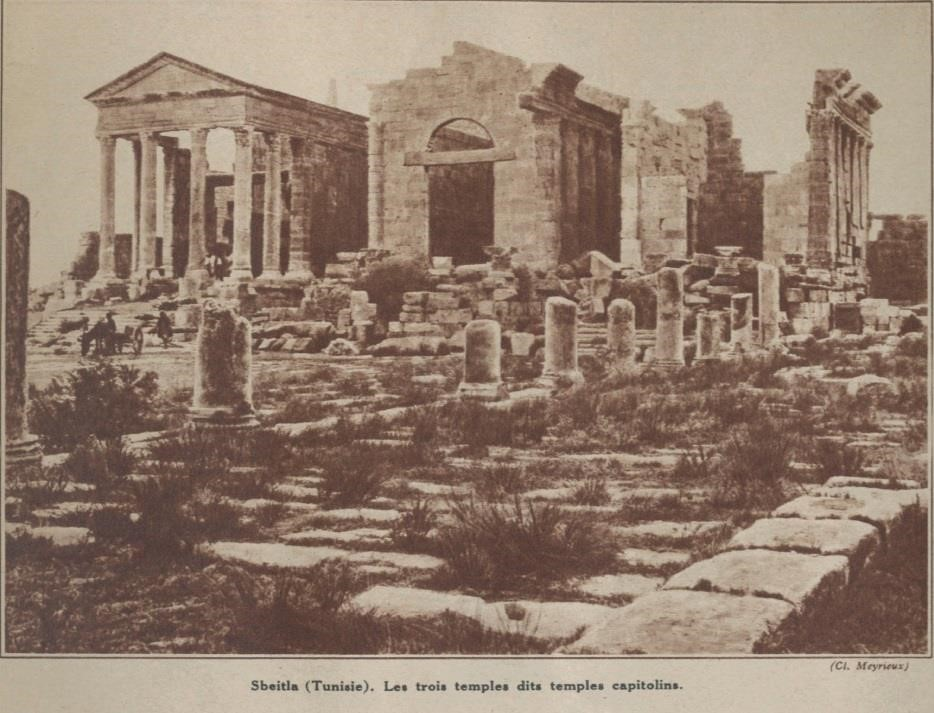 (Cl. Meyrieux)
Sbeitla (Tunisie). Les trois temples dits temples capitolins.